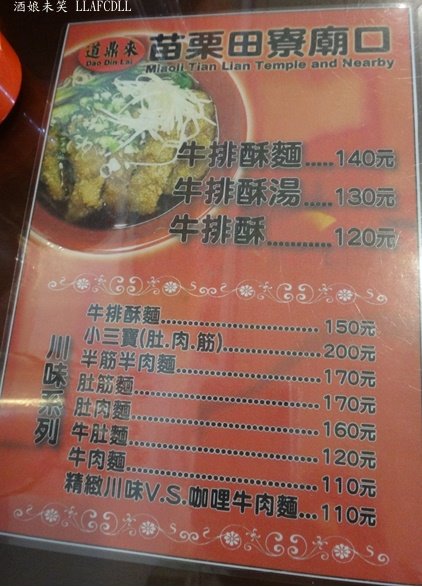 酒娘未笑 LLAFCDLL
道鼎來
Dao Din Lai
苗栗田寮廟口
Miaoli Tian Lian Temple and Nearby
牛排酥麵.....140元
牛排酥湯.....130元
牛排酥............120元
川味系列
牛排酥麵................................150元
小三寶(肚.肉.筋)....................200元
半筋半肉麵.............................170元
肚筋麵....................................170元
肚肉麵....................................160元
牛肚麵....................................120元
牛肉麵....................................110元
精緻川味V.S.咖哩牛肉麵...110元